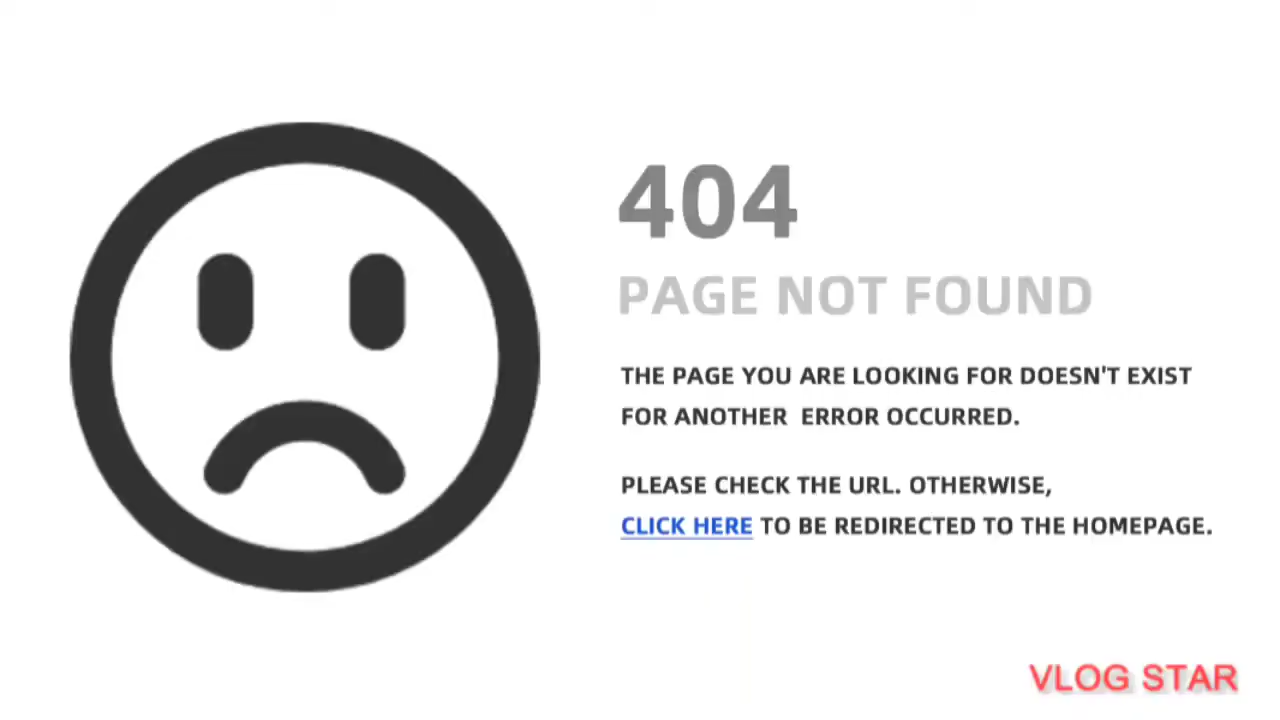 404
PAGE NOT FOUND
THE PAGE YOU ARE LOOKING FOR DOESN'T EXIST
FOR ANOTHER ERROR OCCURRED.
PLEASE CHECK THE URL. OTHERWISE,
CLICK HERE TO BE REDIRECTED TO THE HOMEPAGE.
VLOG STAR